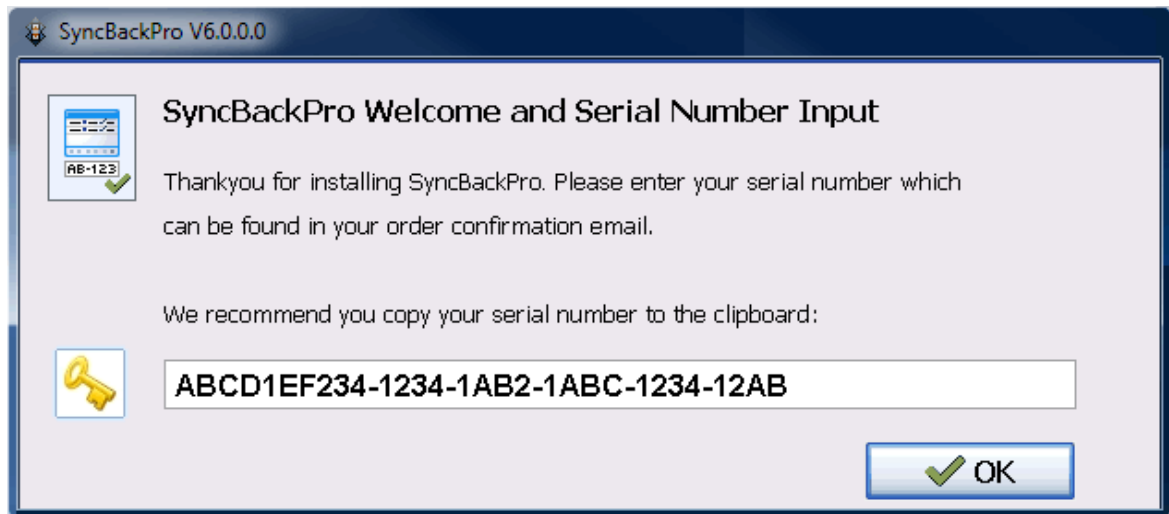 SyncBackPro V6.0.0.0
SyncBackPro Welcome and Serial Number Input
AB-123
Thankyou for installing SyncBackPro. Please enter your serial number which
can be found in your order confirmation email.
We recommend you copy your serial number to the clipboard:
ABCD1EF234-1234-1AB2-1ABC-1234-12AB
OK